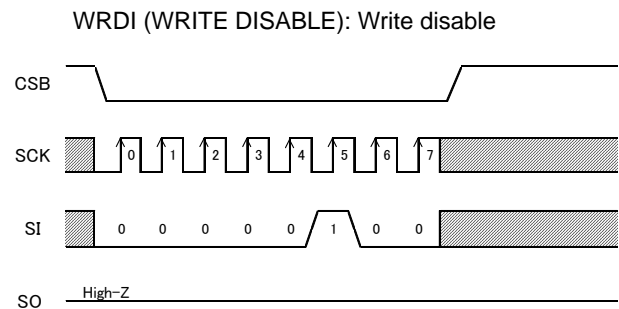 WRDI (WRITE DISABLE): Write disable
CSB
SCK 0 1 2 3 4 5 6 7
SI 0 0 0 0 0 1 0 0
SO High-Z